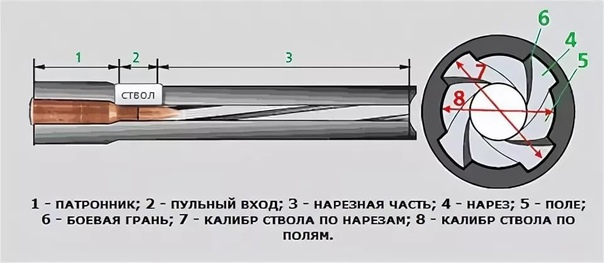 1 2 3
СТВОЛ
6 4 5
7
8
1 - ПАТРОННИК; 2 - ПУЛЬНЫЙ ВХОД; 3 - НАРЕЗНАЯ ЧАСТЬ; 4 - НАРЕЗ; 5 - ПОЛЕ;
6 - БОЕВАЯ ГРАНЬ; 7 - КАЛИБР СТВОЛА ПО НАРЕЗАМ; 8 - КАЛИБР СТВОЛА ПО
ПОЛЯМ.